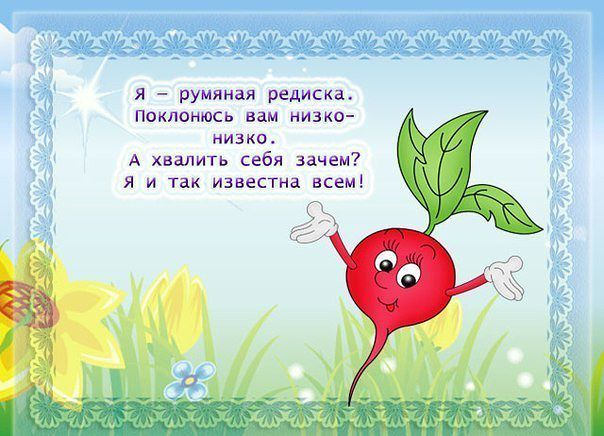 Я – румяная редиска.
Поклонюсь вам низко-
низко.
А хвалить себя зачем?
Я и так известна всем!